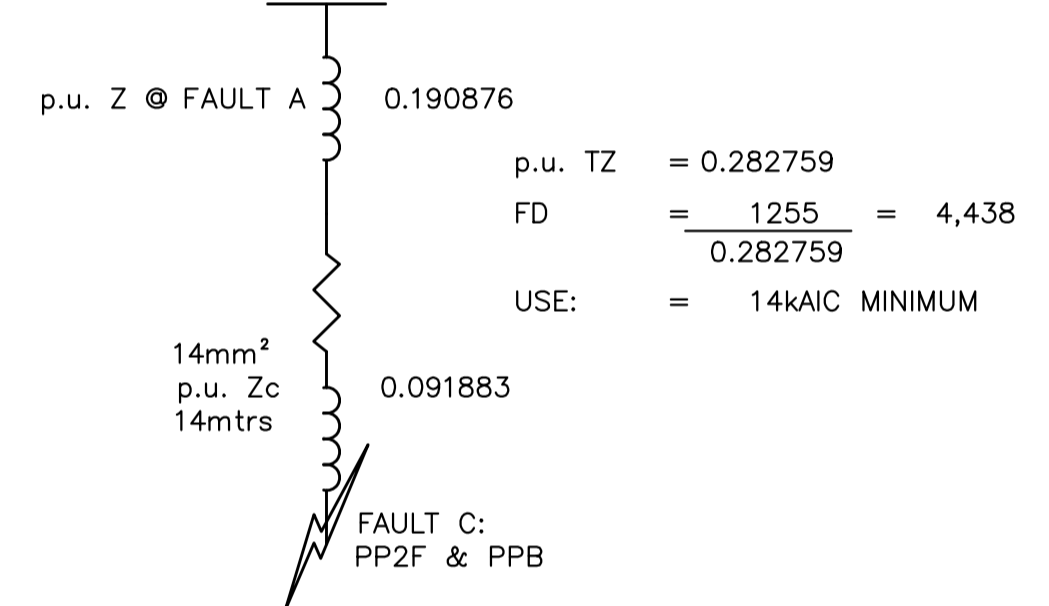 p.u. Z @ FAULT A 0.190876
p.u. TZ = 0.282759
FD = 1255 = 4,438
0.282759
USE: = 14kAIC MINIMUM
14mm²
p.u. Zc 0.091883
14mtrs
FAULT C:
PP2F & PPB